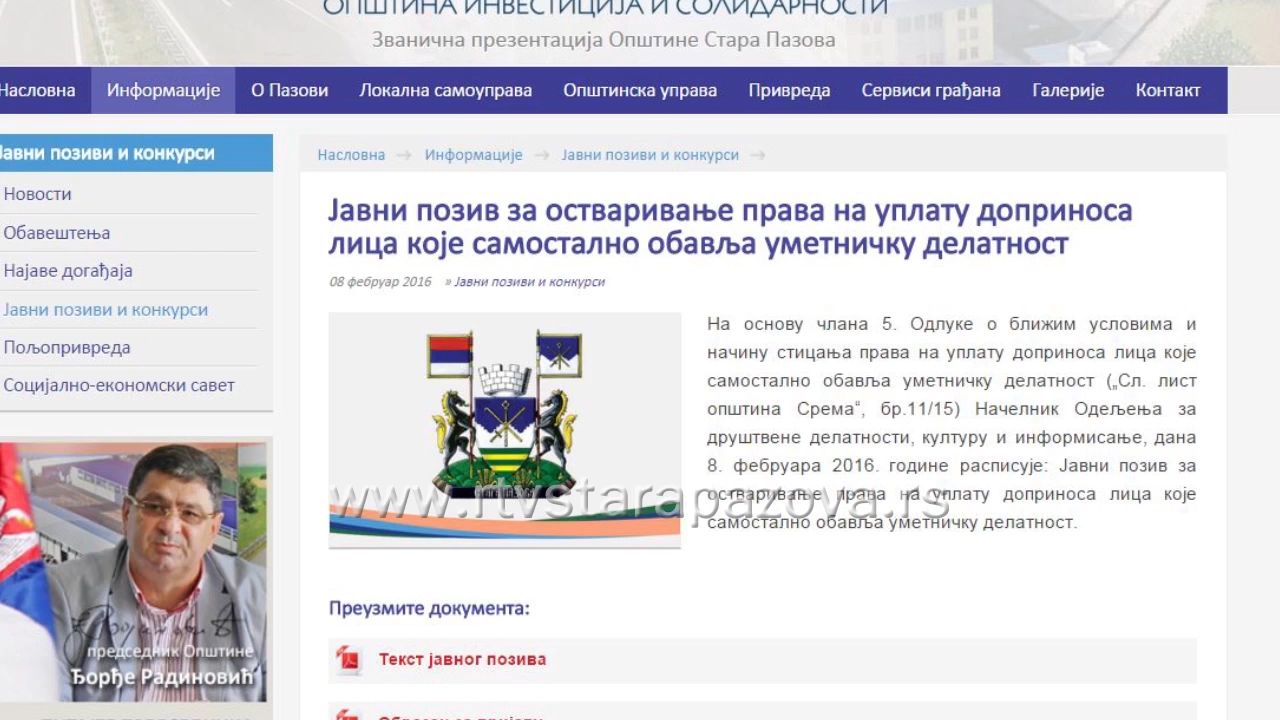 ОПШТИНА ИНВЕСТИЦИЈА И СОЛИДАРНОСТИ
Званична презентација Општине Стара Пазова
Насловна Информације О Пазови Локална самоуправа Општинска управа Привреда Сервиси грађана Галерије Контакт
Јавни позиви и конкурси
Новости
Обавештења
Најаве догађаја
Јавни позиви и конкурси
Пољопривреда
Социјално-економски савет
председник Општине
Ђорђе Радиновић
Насловна → Информације → Јавни позиви и конкурси →
Јавни позив за остваривање права на уплату доприноса
лица које самостално обавља уметничку делатност
08 фебруар 2016 » Јавни позиви и конкурси
На основу члана 5. Одлуке о ближим условима и
начину стицања права на уплату доприноса лица које
самостално обавља уметничку делатност („Сл. лист
општина Срема“, бр.11/15) Начелник Одељења за
друштвене делатности, културу и информисање, дана
8. фебруара 2016. године расписује: Јавни позив за
остваривање права на уплату доприноса лица које
самостално обавља уметничку делатност.
www.rtvstarapazova.rs
Преузмите документа:
Текст јавног позива